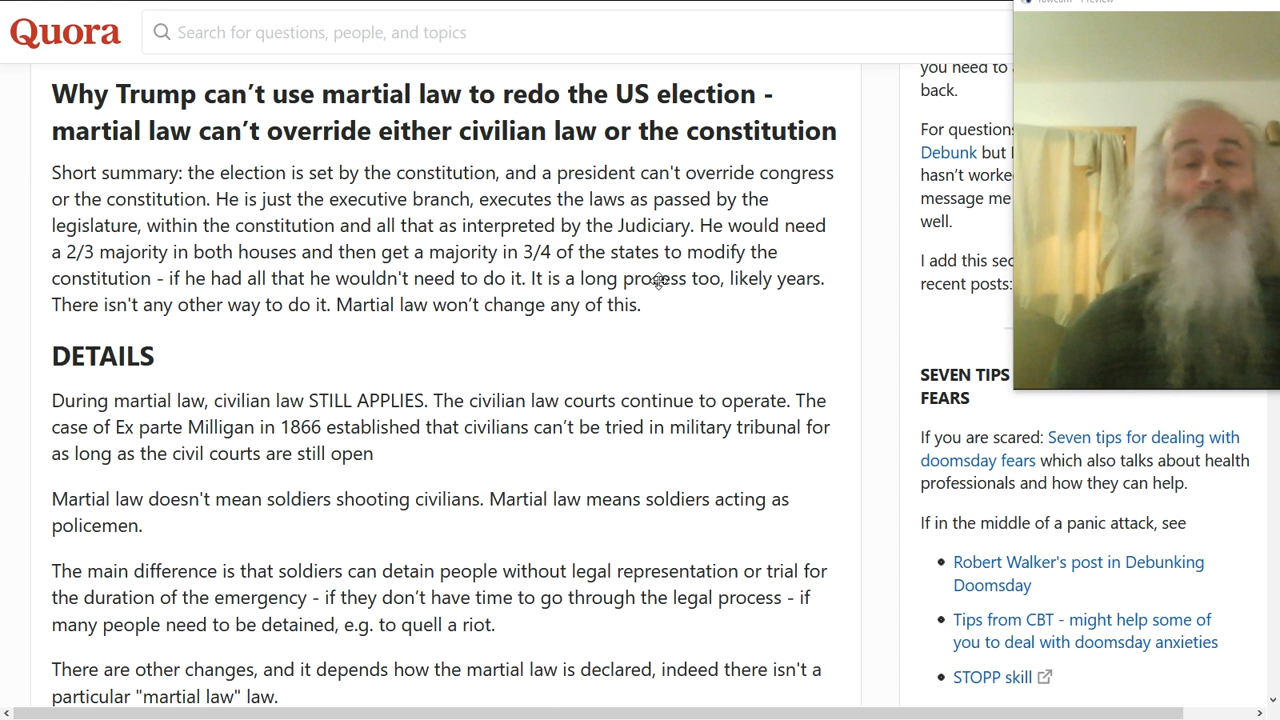 Quora
Search for questions, people, and topics
Why Trump can’t use martial law to redo the US election -
martial law can’t override either civilian law or the constitution
Short summary: the election is set by the constitution, and a president can't override congress
or the constitution. He is just the executive branch, executes the laws as passed by the
legislature, within the constitution and all that as interpreted by the Judiciary. He would need
a 2/3 majority in both houses and then get a majority in 3/4 of the states to modify the
constitution - if he had all that he wouldn't need to do it. It is a long progess too, likely years.
There isn't any other way to do it. Martial law won’t change any of this.
DETAILS
During martial law, civilian law STILL APPLIES. The civilian law courts continue to operate. The
case of Ex parte Milligan in 1866 established that civilians can’t be tried in military tribunal for
as long as the civil courts are still open
Martial law doesn't mean soldiers shooting civilians. Martial law means soldiers acting as
policemen.
The main difference is that soldiers can detain people without legal representation or trial for
the duration of the emergency - if they don’t have time to go through the legal process - if
many people need to be detained, e.g. to quell a riot.
There are other changes, and it depends how the martial law is declared, indeed there isn't a
particular "martial law" law.
you need to
back.
For questions
Debunk but
hasn’t worke
message me
well.
I add this sec
recent posts:
SEVEN TIPS
FEARS
If you are scared: Seven tips for dealing with
doomsday fears which also talks about health
professionals and how they can help.
If in the middle of a panic attack, see
Robert Walker's post in Debunking
Doomsday
Tips from CBT - might help some of
you to deal with doomsday anxieties
STOPP skill